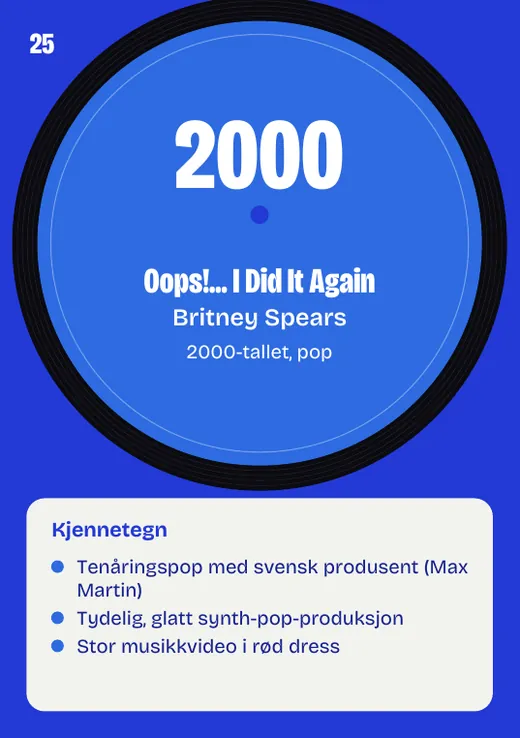 25
2000
Oops!... I Did It Again
Britney Spears
2000-tallet, pop
Kjennetegn
Tenåringspop med svensk produsent (Max
Martin)
Tydelig, glatt synth-pop-produksjon
Stor musikkvideo i rød dress